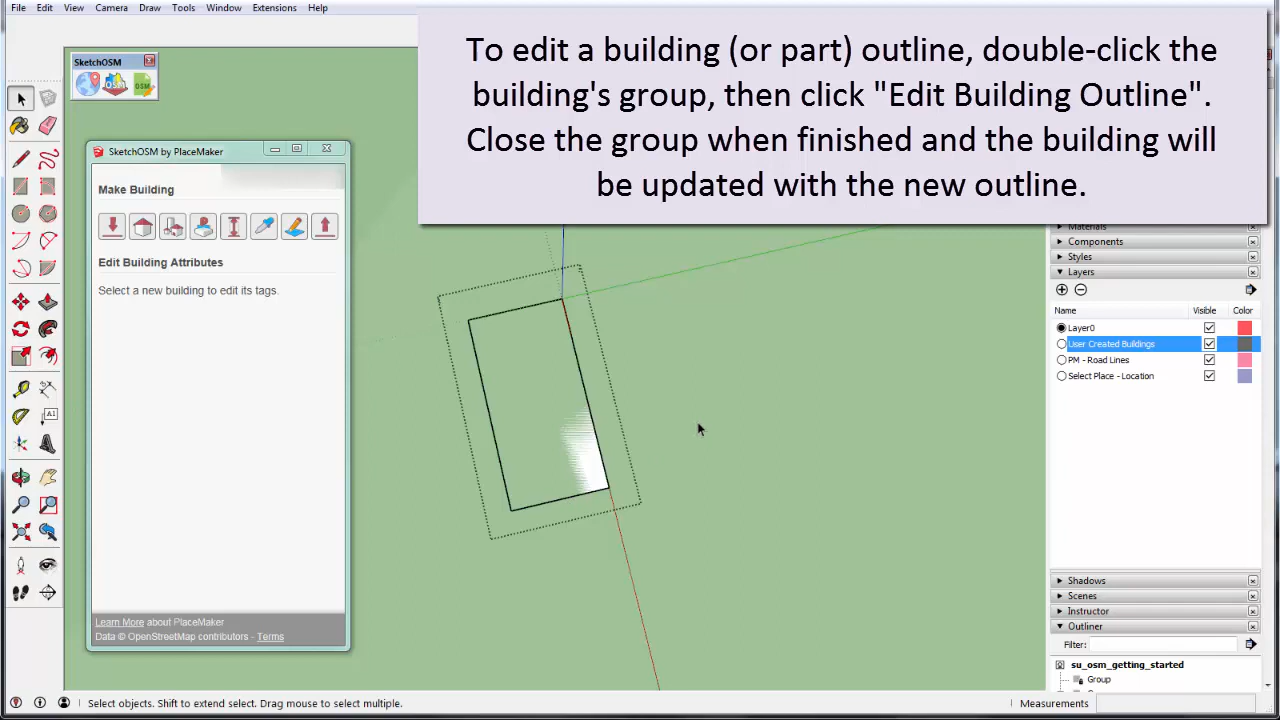 File Edit View Camera Draw Tools Window Extensions Help
To edit a building (or part) outline, double-click the
building's group, then click "Edit Building Outline".
Close the group when finished and the building will
be updated with the new outline.
SketchOSM
OSM
SketchOSM by PlaceMaker
Make Building
Edit Building Attributes
Select a new building to edit its tags.
Learn More about PlaceMaker
Data © OpenStreetMap contributors - Terms
A1
Materials
Components
Styles
Layers
Name Visible Color
Layer0
User Created Buildings
PM - Road Lines
Select Place - Location
Shadows
Scenes
Instructor
Outliner
Filter:
su_osm_getting_started
Group
Select objects. Shift to extend select. Drag mouse to select multiple.
Measurements